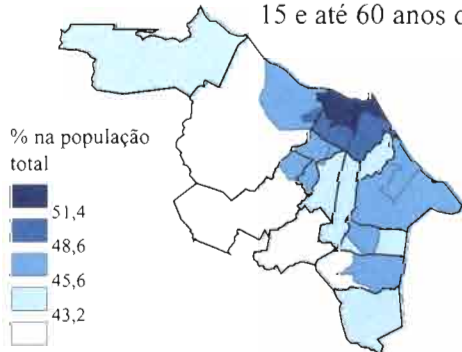 15 e até 60 anos d
% na população
total
51,4
48,6
45,6
43,2